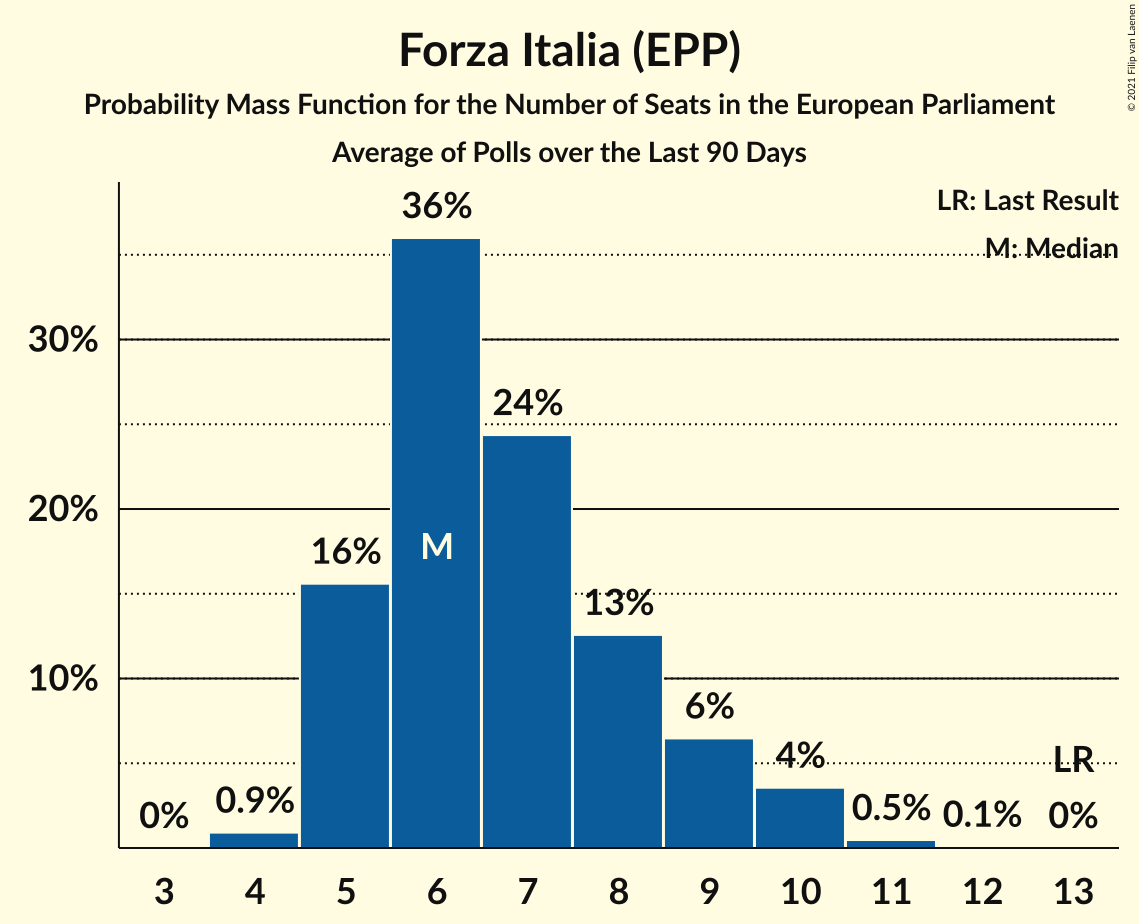 Forza Italia (EPP)
Probability Mass Function for the Number of Seats in the European Parliament
Average of Polls over the Last 90 Days
© 2021 Filip van Laenen
LR: Last Result
M: Median
36%
30%
24%
20%
16%
M
13%
10%
6%
4%
LR
0%
0.9%
0.5%
0.1%
0%
3 4 5 6 7 8 9 10 11 12 13